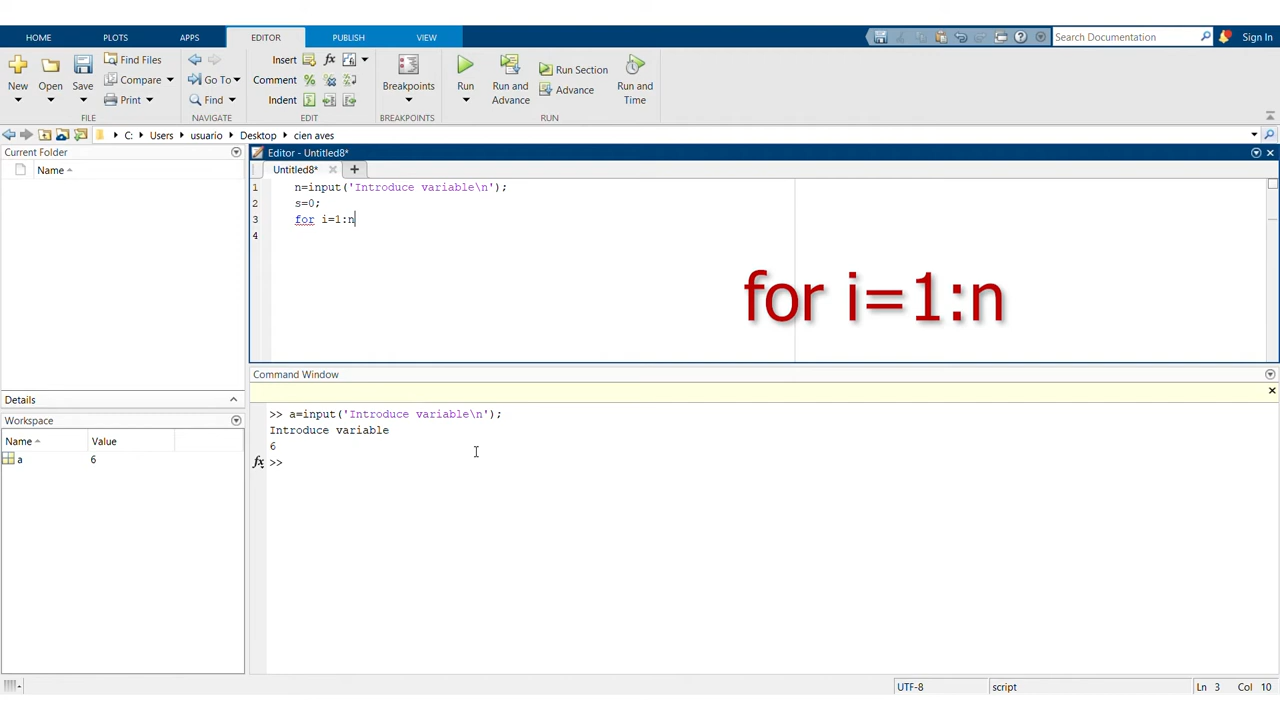 HOME PLOTS APPS EDITOR PUBLISH VIEW Search Documentation Sign In
New Open Save Find Files Compare Print
Go To Find
Insert fx
Comment
Indent
Breakpoints Run Run and Advance Run Section Advance Run and Time
FILE NAVIGATE EDIT BREAKPOINTS RUN
C: Users usuario Desktop cien aves
Current Folder
Name
Editor - Untitled8*
Untitled8*
1 n=input('Introduce variable\n');
2 s=0;
3 for i=1:n
4
for i=1:n
Details
Workspace
Name Value
a 6
Command Window
>> a=input('Introduce variable\n');
Introduce variable
6
fx >>
UTF-8 script Ln 3 Col 10